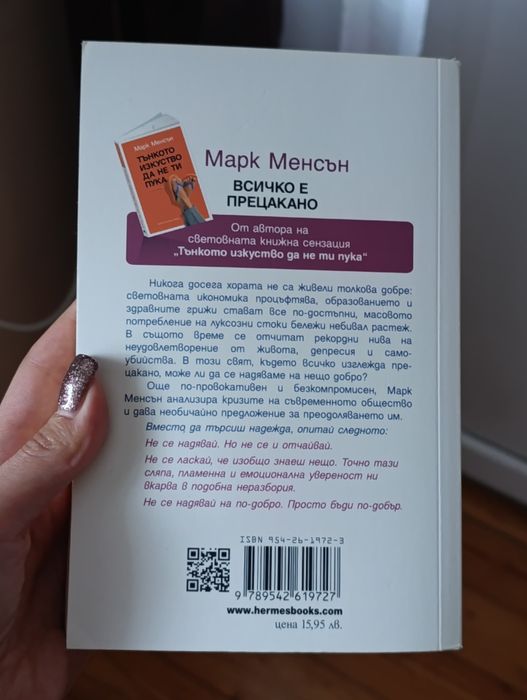 Марк Менсън
ТЪНКОТО
ИЗКУСТВО
ДА НЕ ТИ
ПУКА
Марк Менсън
ВСИЧКО Е
ПРЕЦАКАНО
От автора на
световната книжна сензация
„Тънкото изкуство да не ти пука“
Никога досега хората не са живели толкова добре:
световната икономика процъфтява, образованието и
здравните грижи стават все по-достъпни, масовото
потребление на луксозни стоки бележи небивал растеж.
В същото време се отчитат рекордни нива на
неудовлетворение от живота, депресия и само-
убийства. В този свят, където всичко изглежда пре-
цакано, може ли да се надяваме на нещо добро?
Още по-провокативен и безкомпромисен, Марк
Менсън анализира кризите на съвременното общество
и дава необичайно предложение за преодоляването им.
Вместо да търсиш надежда, опитай следното:
Не се надявай. Но не се и отчайвай.
Не се ласкай, че изобщо знаеш нещо. Точно тази
сляпа, пламенна и емоционална увереност ни
вкарва в подобна неразбория.
Не се надявай на по-добро. Просто бъди по-добър.
ISBN 954-26-1972-3
9 789542 619727
www.hermesbooks.com
цена 15,95 лв.